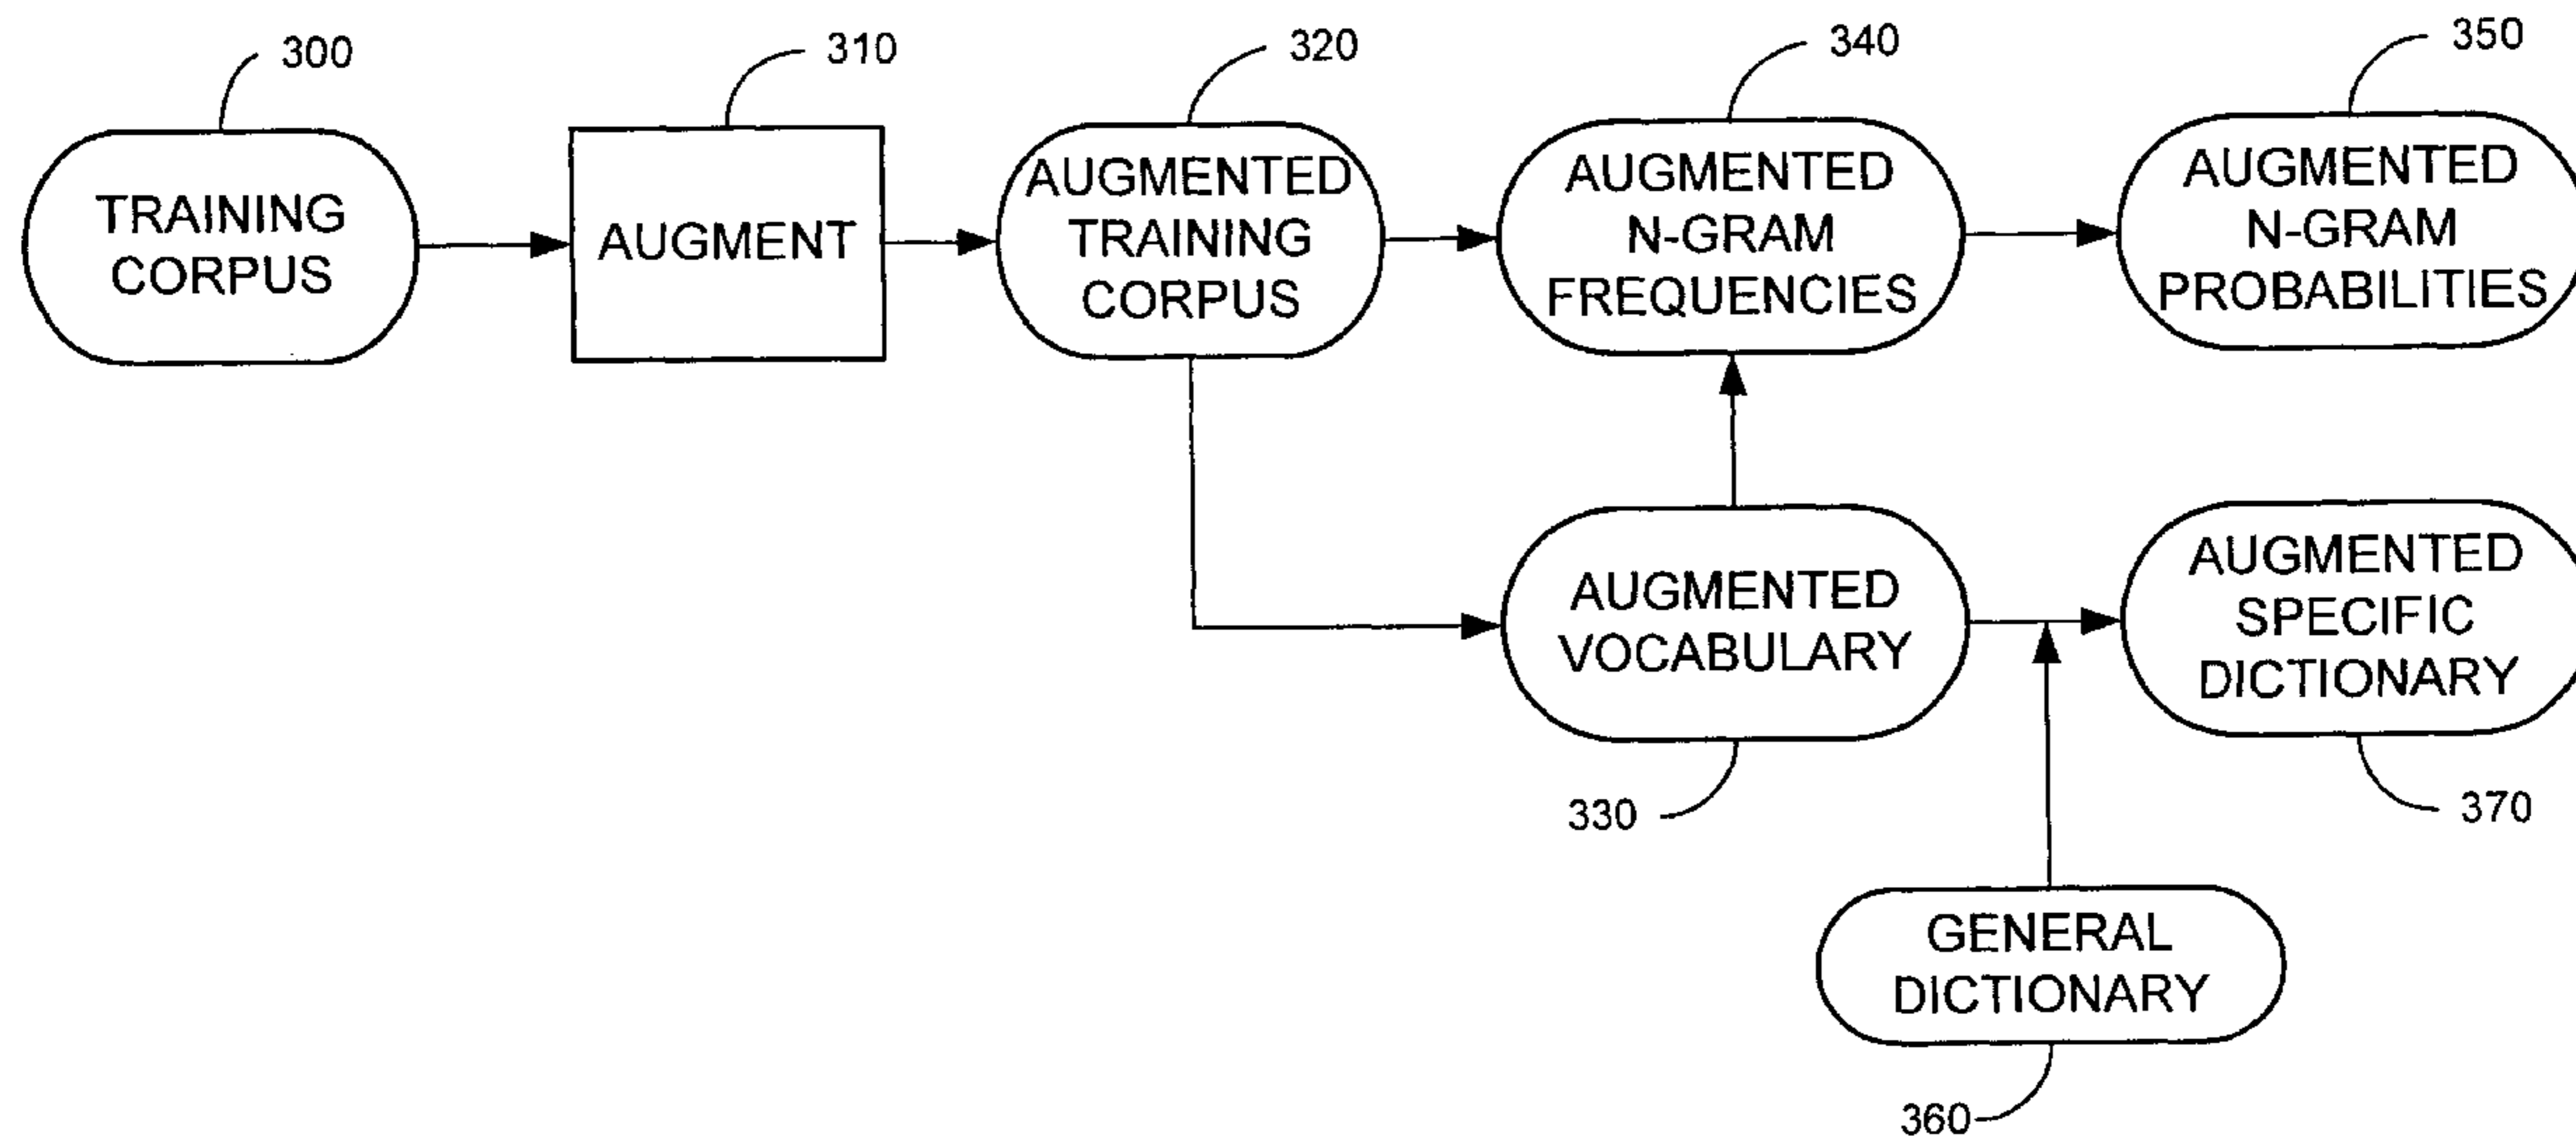 300
310
320
340
350
TRAINING
CORPUS
AUGMENT
AUGMENTED
TRAINING
CORPUS
AUGMENTED
N-GRAM
FREQUENCIES
AUGMENTED
N-GRAM
PROBABILITIES
AUGMENTED
VOCABULARY
AUGMENTED
SPECIFIC
DICTIONARY
330
370
GENERAL
DICTIONARY
360